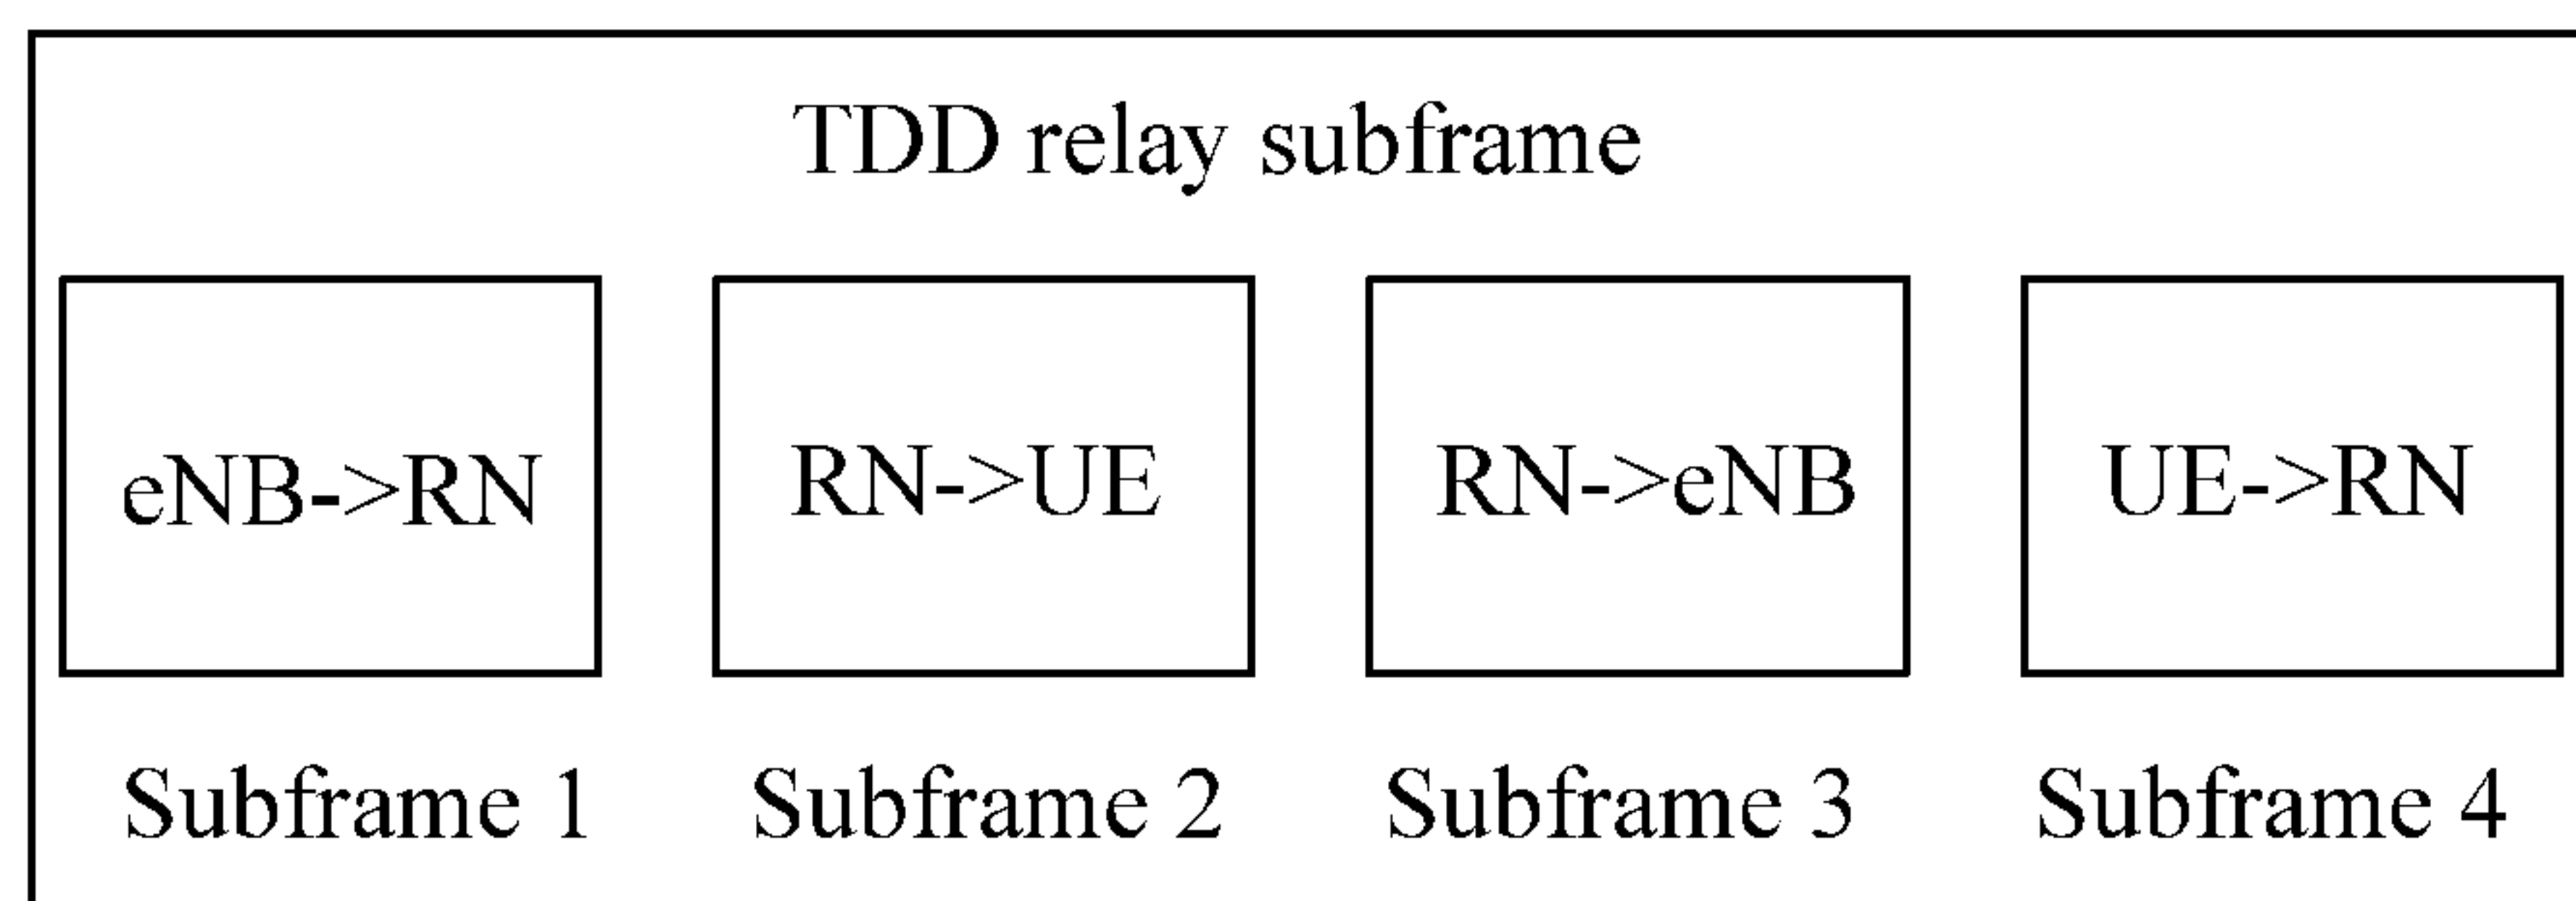 TDD relay subframe
eNB->RN
RN->UE
RN->eNB
UE->RN
Subframe 1
Subframe 2
Subframe 3
Subframe 4